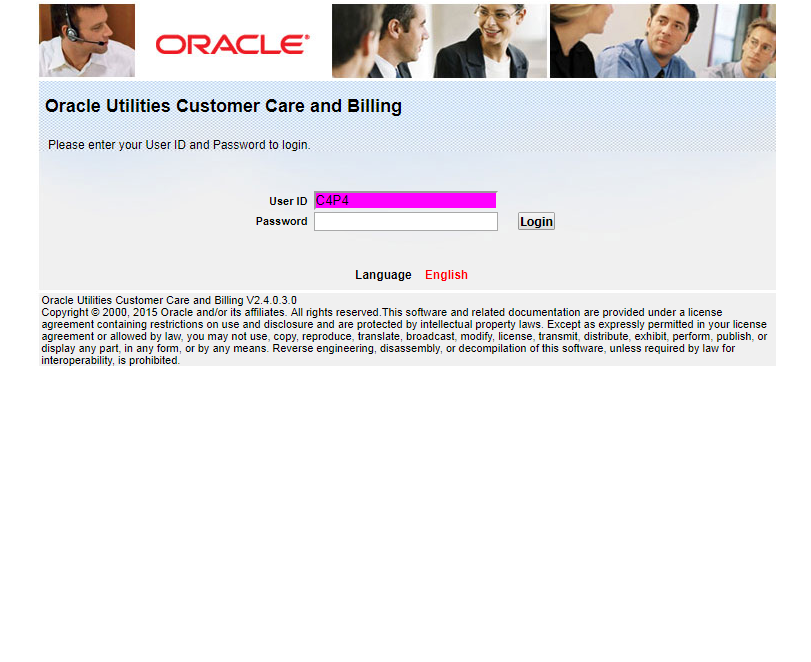 ORACLE®
Oracle Utilities Customer Care and Billing
Please enter your User ID and Password to login.
User ID C4P4
Password Login
Language English
Oracle Utilities Customer Care and Billing V2.4.0.3.0
Copyright © 2000, 2015 Oracle and/or its affiliates. All rights reserved.This software and related documentation are provided under a license
agreement containing restrictions on use and disclosure and are protected by intellectual property laws. Except as expressly permitted in your license
agreement or allowed by law, you may not use, copy, reproduce, translate, broadcast, modify, license, transmit, distribute, exhibit, perform, publish, or
display any part, in any form, or by any means. Reverse engineering, disassembly, or decompilation of this software, unless required by law for
interoperability, is prohibited.